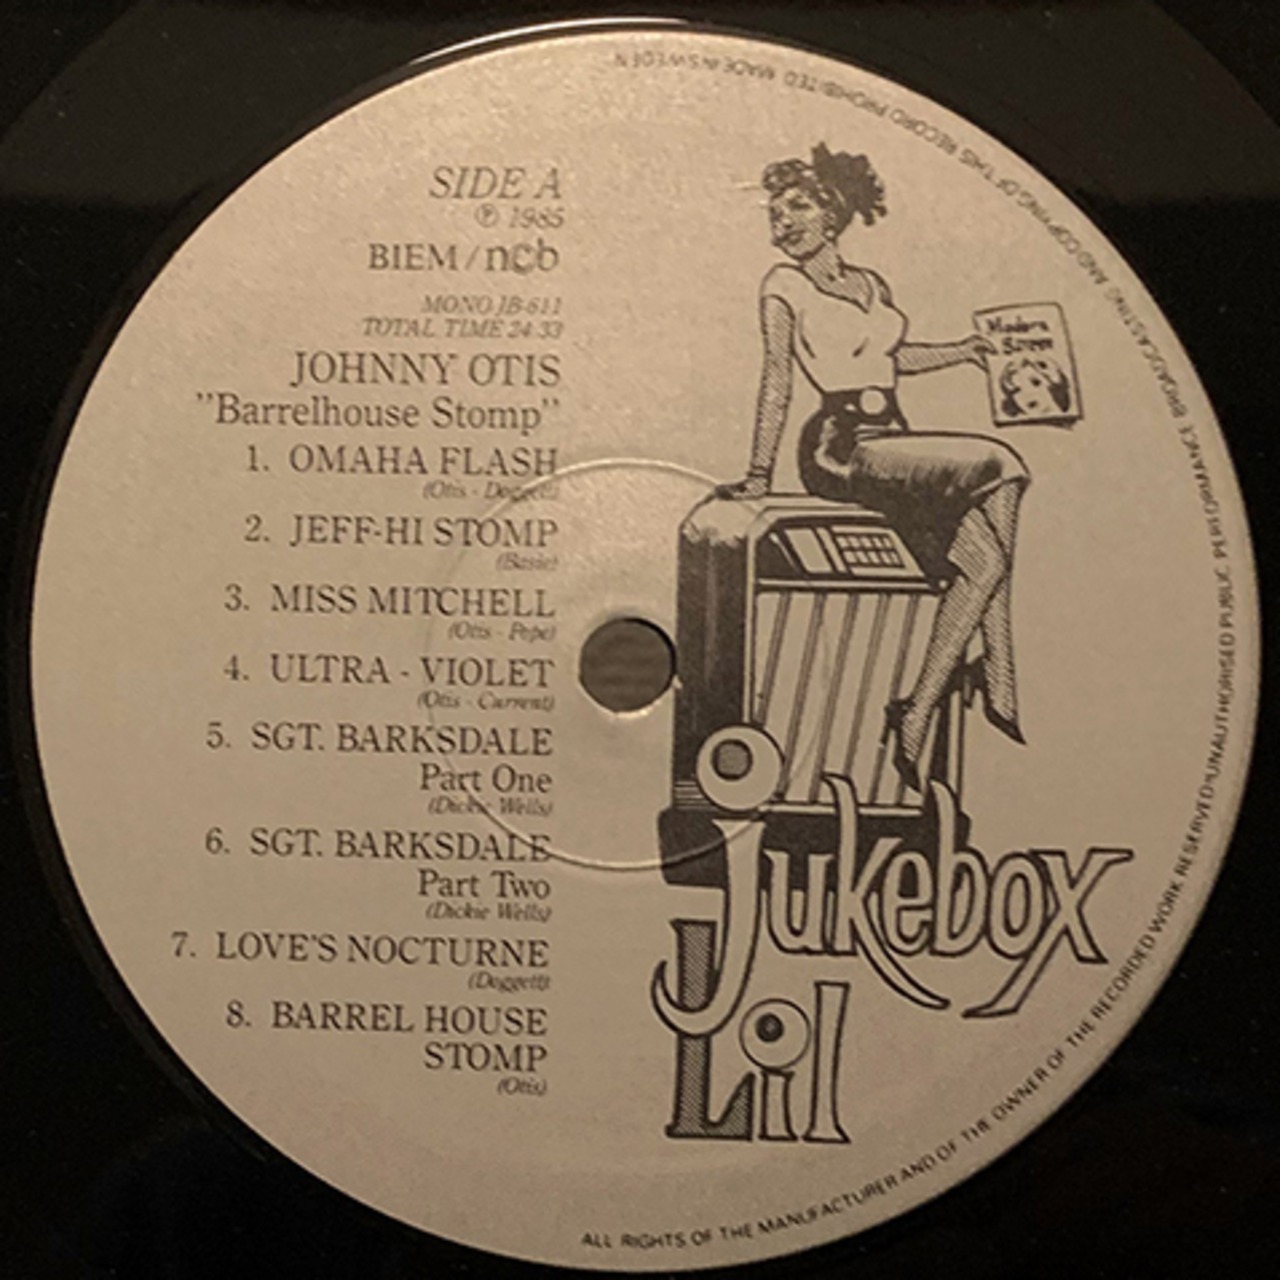 SIDE A
℗ 1985
BIEM / ncb
MONO JB-611
TOTAL TIME 24:33
JOHNNY OTIS
"Barrelhouse Stomp"
1. OMAHA FLASH
(Otis - Doggett)
2. JEFF-HI STOMP
(Basie)
3. MISS MITCHELL
(Otis - Pepe)
4. ULTRA - VIOLET
(Otis - Current)
5. SGT. BARKSDALE
Part One
(Dickie Wells)
6. SGT. BARKSDALE
Part Two
(Dickie Wells)
7. LOVE'S NOCTURNE
(Doggett)
8. BARREL HOUSE
STOMP
(Otis)
Modern
Jukebox
Lil
ALL RIGHTS OF THE MANUFACTURER AND OF THE OWNER OF THE RECORDED WORK RESERVED · UNAUTHORISED PUBLIC PERFORMANCE BROADCASTING AND COPYING OF THIS RECORD PROHIBITED MADE IN SWEDEN